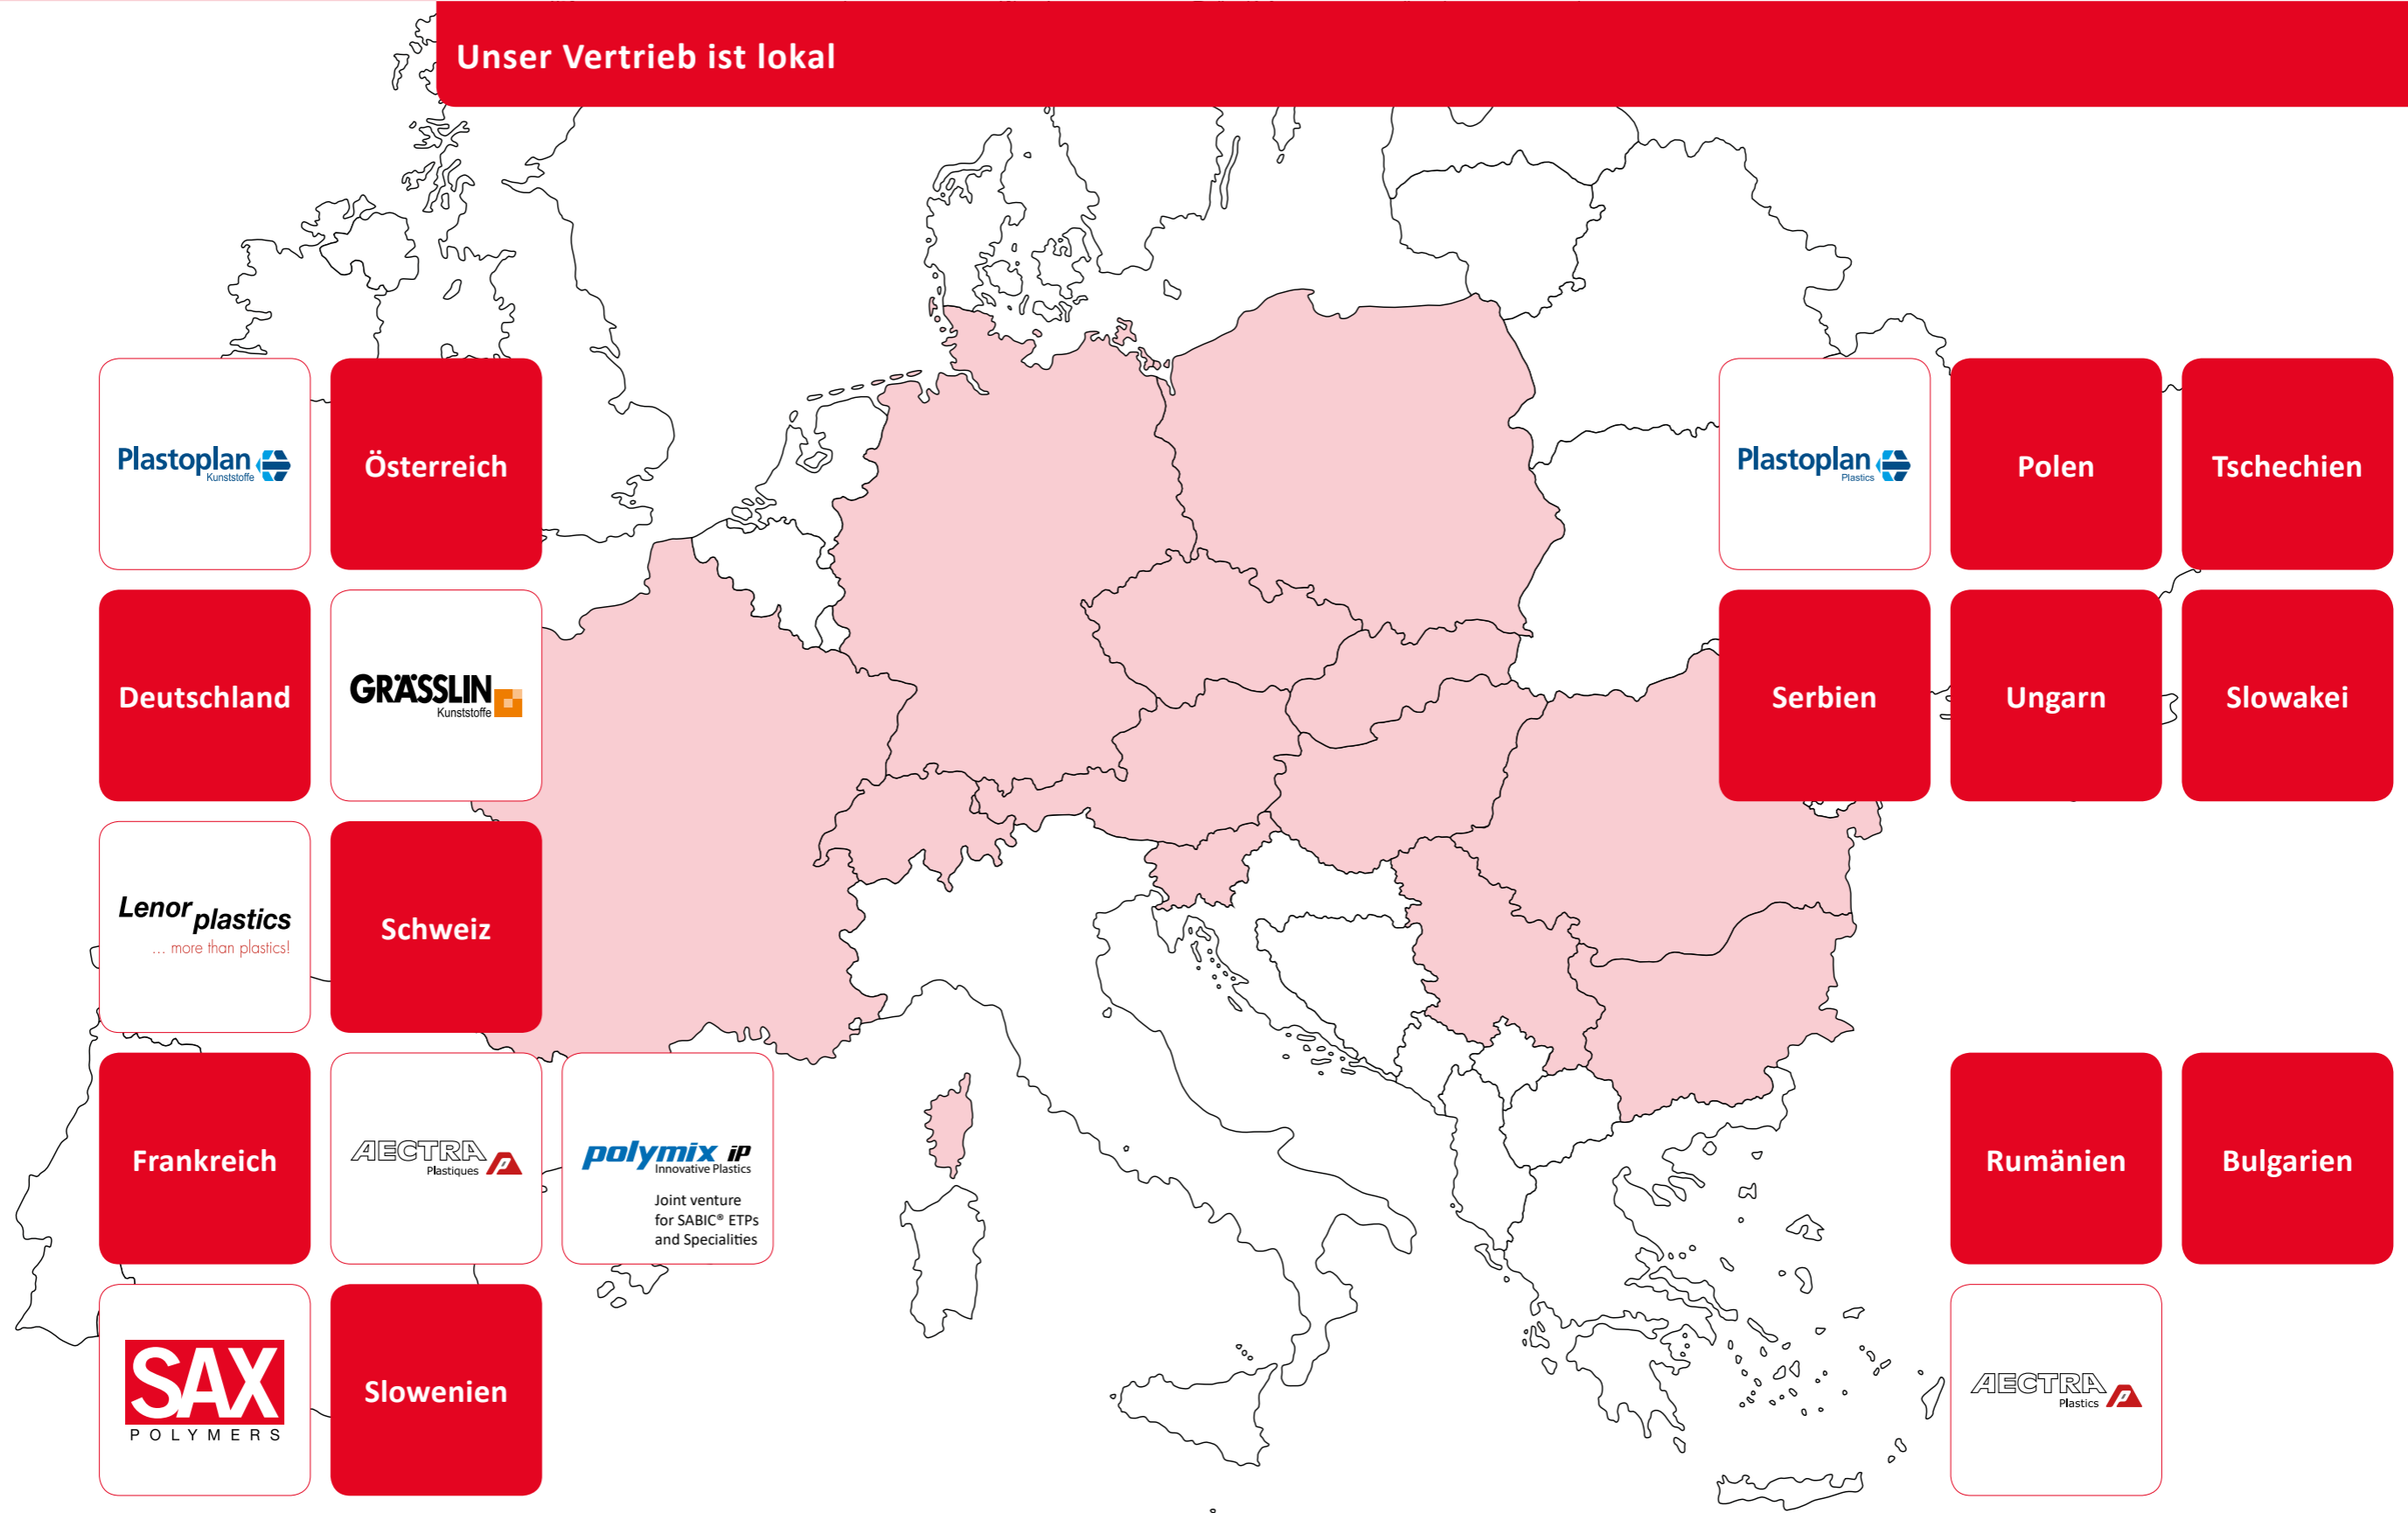 Unser Vertrieb ist lokal
Plastoplan
Kunststoffe
Österreich
Deutschland
GRÄSSLIN
Kunststoffe
Lenor plastics
... more than plastics!
Schweiz
Frankreich
AECTRA
Plastiques
polymix iP
Innovative Plastics
Joint venture
for SABIC® ETPs
and Specialities
SAX
POLYMERS
Slowenien
Plastoplan
Plastics
Polen
Tschechien
Serbien
Ungarn
Slowakei
Rumänien
Bulgarien
AECTRA
Plastics